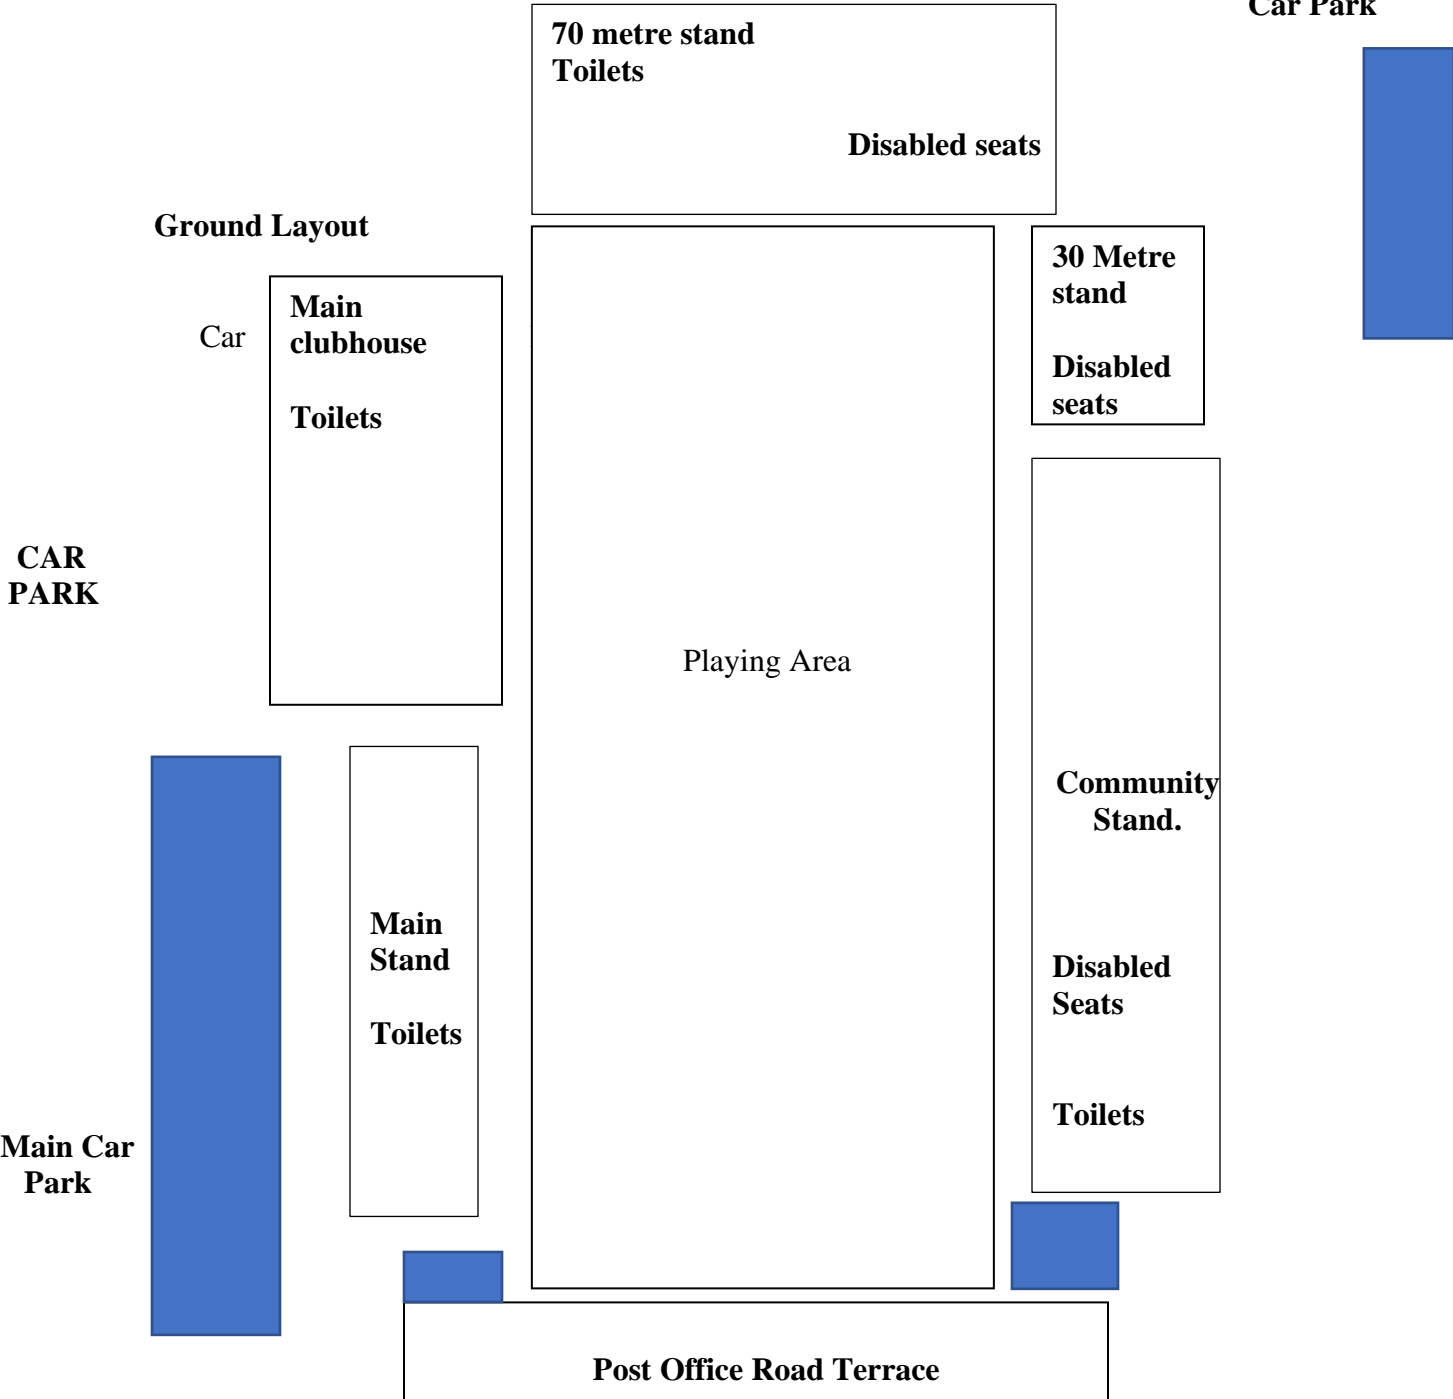 Car Park
70 metre stand
Toilets
Disabled seats
Ground Layout
30 Metre
stand
Disabled
seats
Main
clubhouse
Toilets
Car
CAR
PARK
Playing Area
Community
Stand.
Main
Stand
Toilets
Disabled
Seats
Toilets
Main Car
Park
Post Office Road Terrace